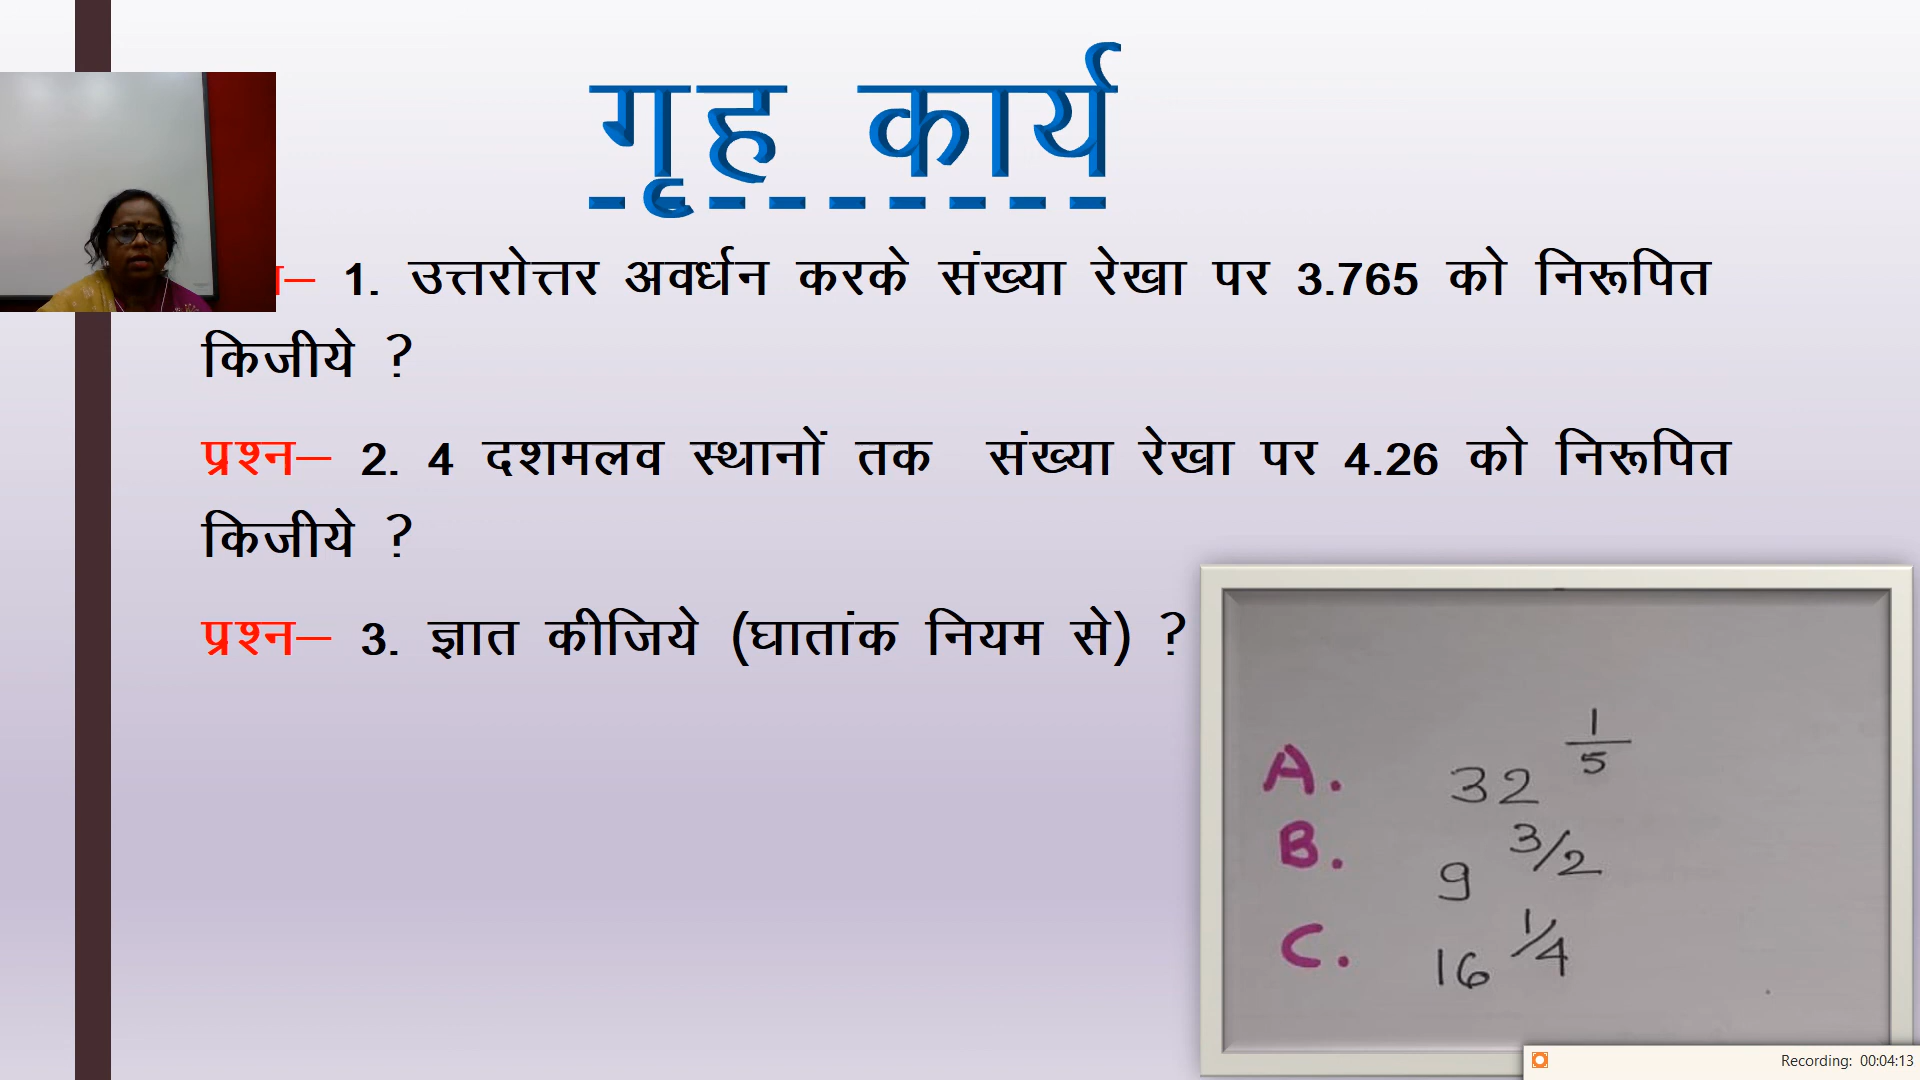 गृह कार्य
– 1. उत्तरोत्तर अवर्धन करके संख्या रेखा पर 3.765 को निरूपित
किजीये ?
प्रश्न– 2. 4 दशमलव स्थानों तक संख्या रेखा पर 4.26 को निरूपित
किजीये ?
प्रश्न– 3. ज्ञात कीजिये (घातांक नियम से) ?
A. 32 1/5
B. 9 3/2
C. 16 1/4
Recording: 00:04:13